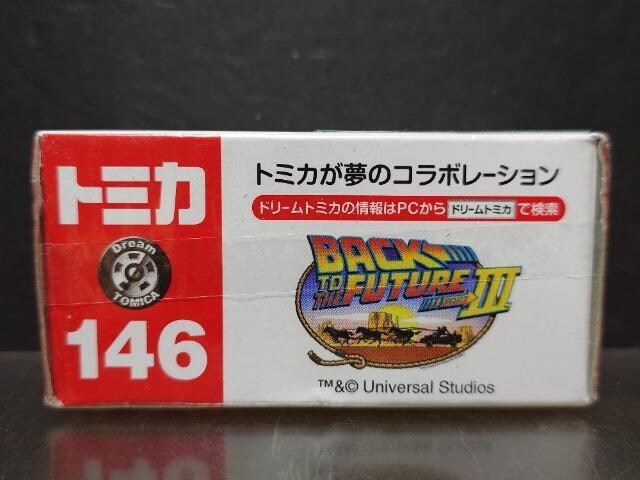 トミカ
Dream
TOMICA
146
トミカが夢のコラボレーション
ドリームトミカの情報はPCから ドリームトミカ で検索
BACK
TO
THE FUTURE
III
™&© Universal Studios